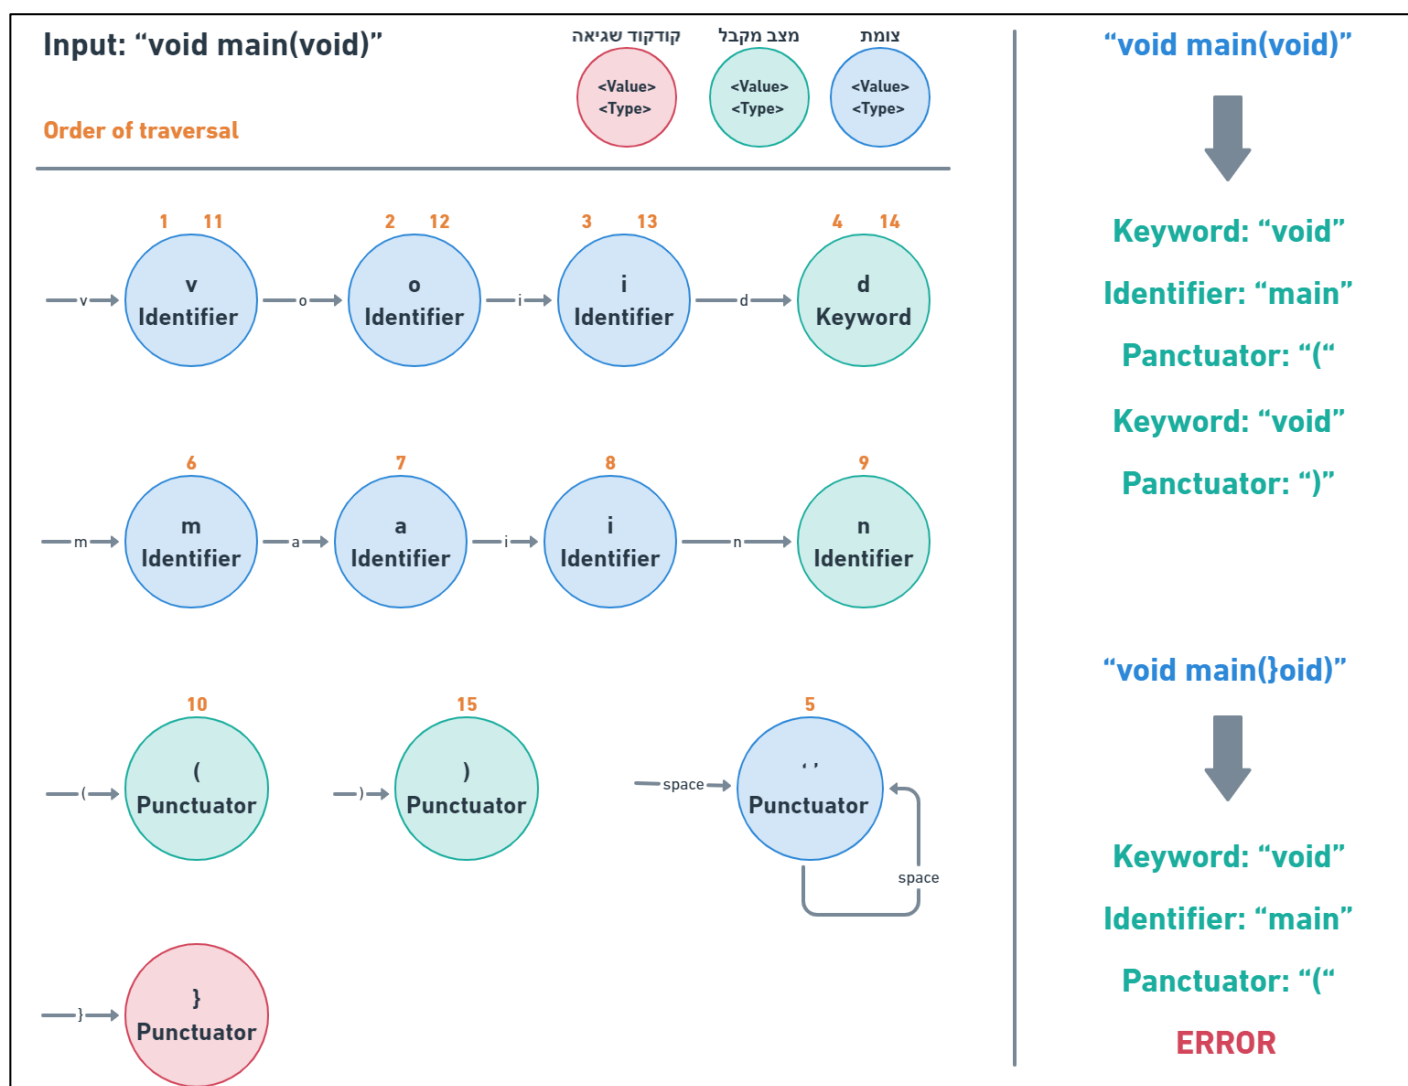 Input: “void main(void)”
קודקוד שגיאה
מצב מקבל
צומת
<Value>
<Type>
<Value>
<Type>
<Value>
<Type>
Order of traversal
1 11
2 12
3 13
4 14
v
v
Identifier
o
o
Identifier
i
i
Identifier
d
d
Keyword
6
7
8
9
m
m
Identifier
a
a
Identifier
i
i
Identifier
n
n
Identifier
10
15
5
(
(
Punctuator
)
)
Punctuator
space
‘ ’
Punctuator
space
}
}
Punctuator
“void main(void)”
Keyword: “void”
Identifier: “main”
Panctuator: “(“
Keyword: “void”
Panctuator: “)”
“void main(}oid)”
Keyword: “void”
Identifier: “main”
Panctuator: “(“
ERROR